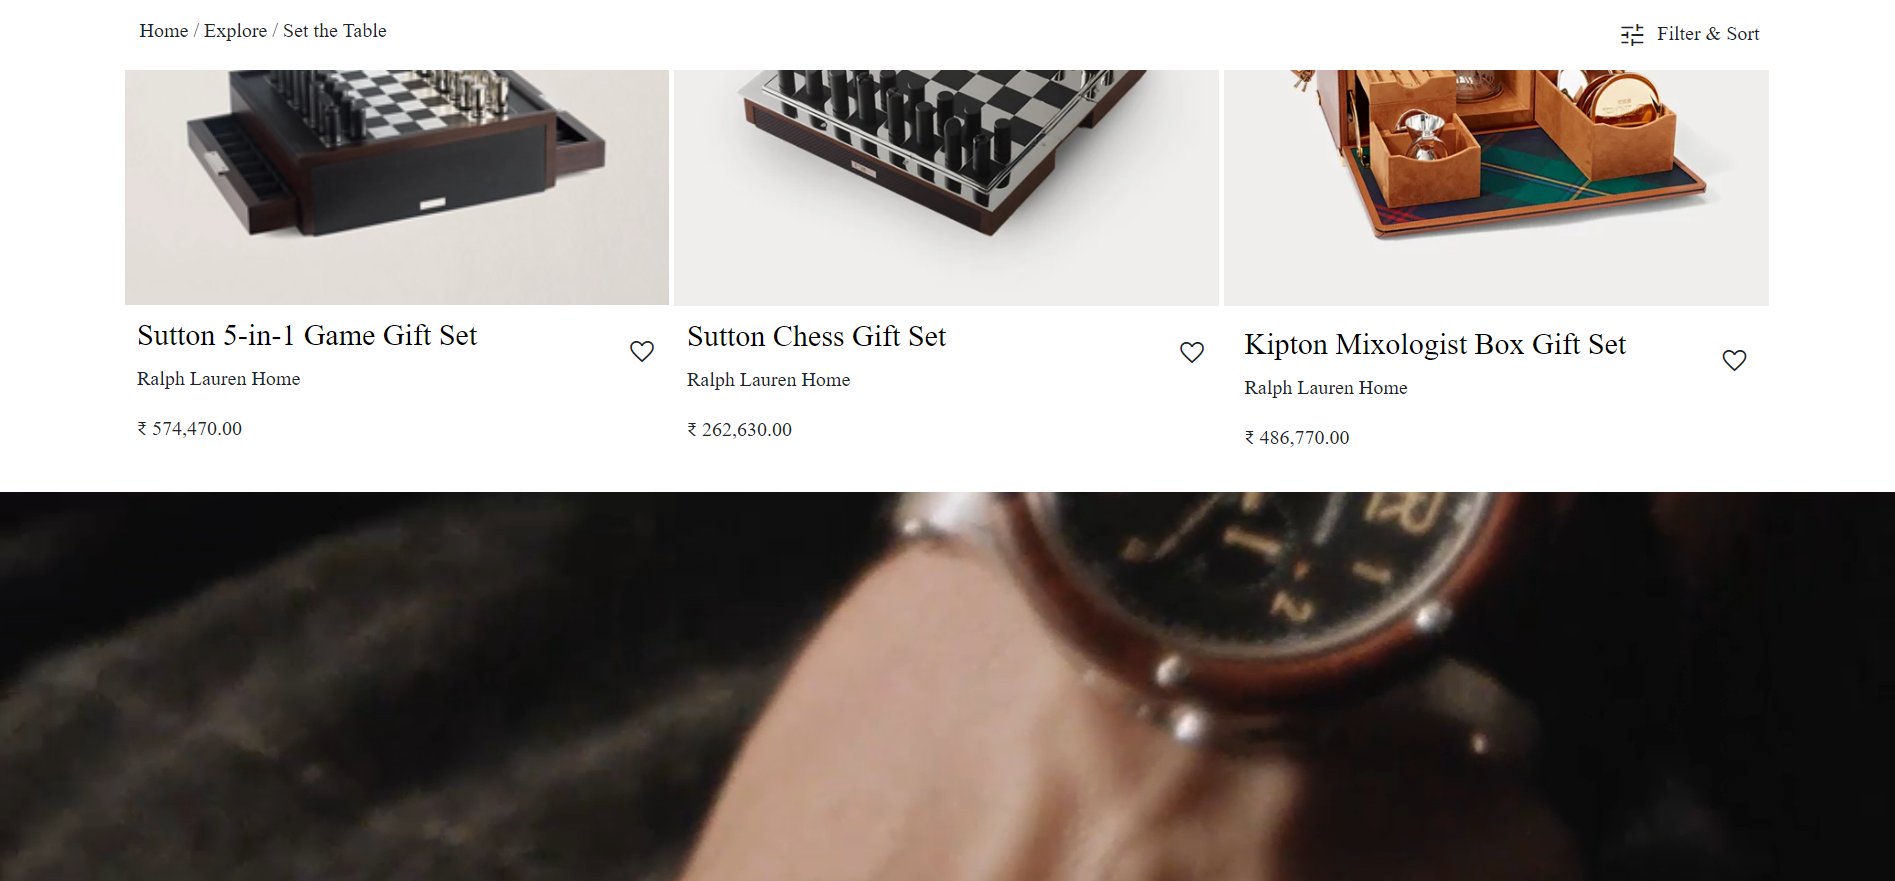 Home / Explore / Set the Table
Filter & Sort
Sutton 5-in-1 Game Gift Set
Ralph Lauren Home
₹ 574,470.00
Sutton Chess Gift Set
Ralph Lauren Home
₹ 262,630.00
Kipton Mixologist Box Gift Set
Ralph Lauren Home
₹ 486,770.00
1
2